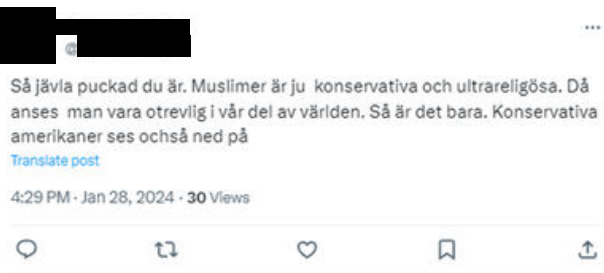 @
Så jävla puckad du är. Muslimer är ju  konservativa och ultrareligösa. Då
anses  man vara otrevlig i vår del av världen. Så är det bara. Konservativa
amerikaner ses ochså ned på
Translate post
4:29 PM · Jan 28, 2024 · 30 Views